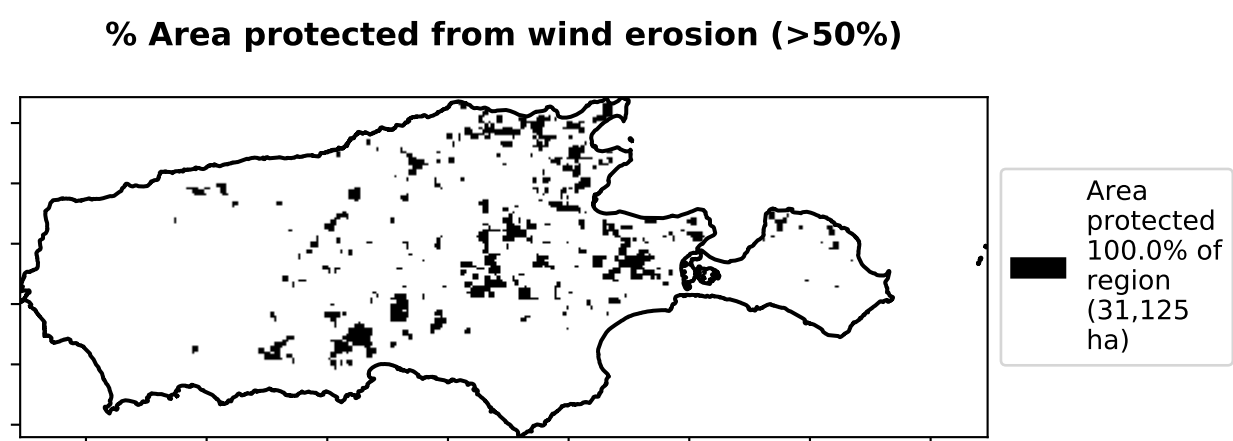 % Area protected from wind erosion (>50%)
Area
protected
100.0% of
region
(31,125
ha)